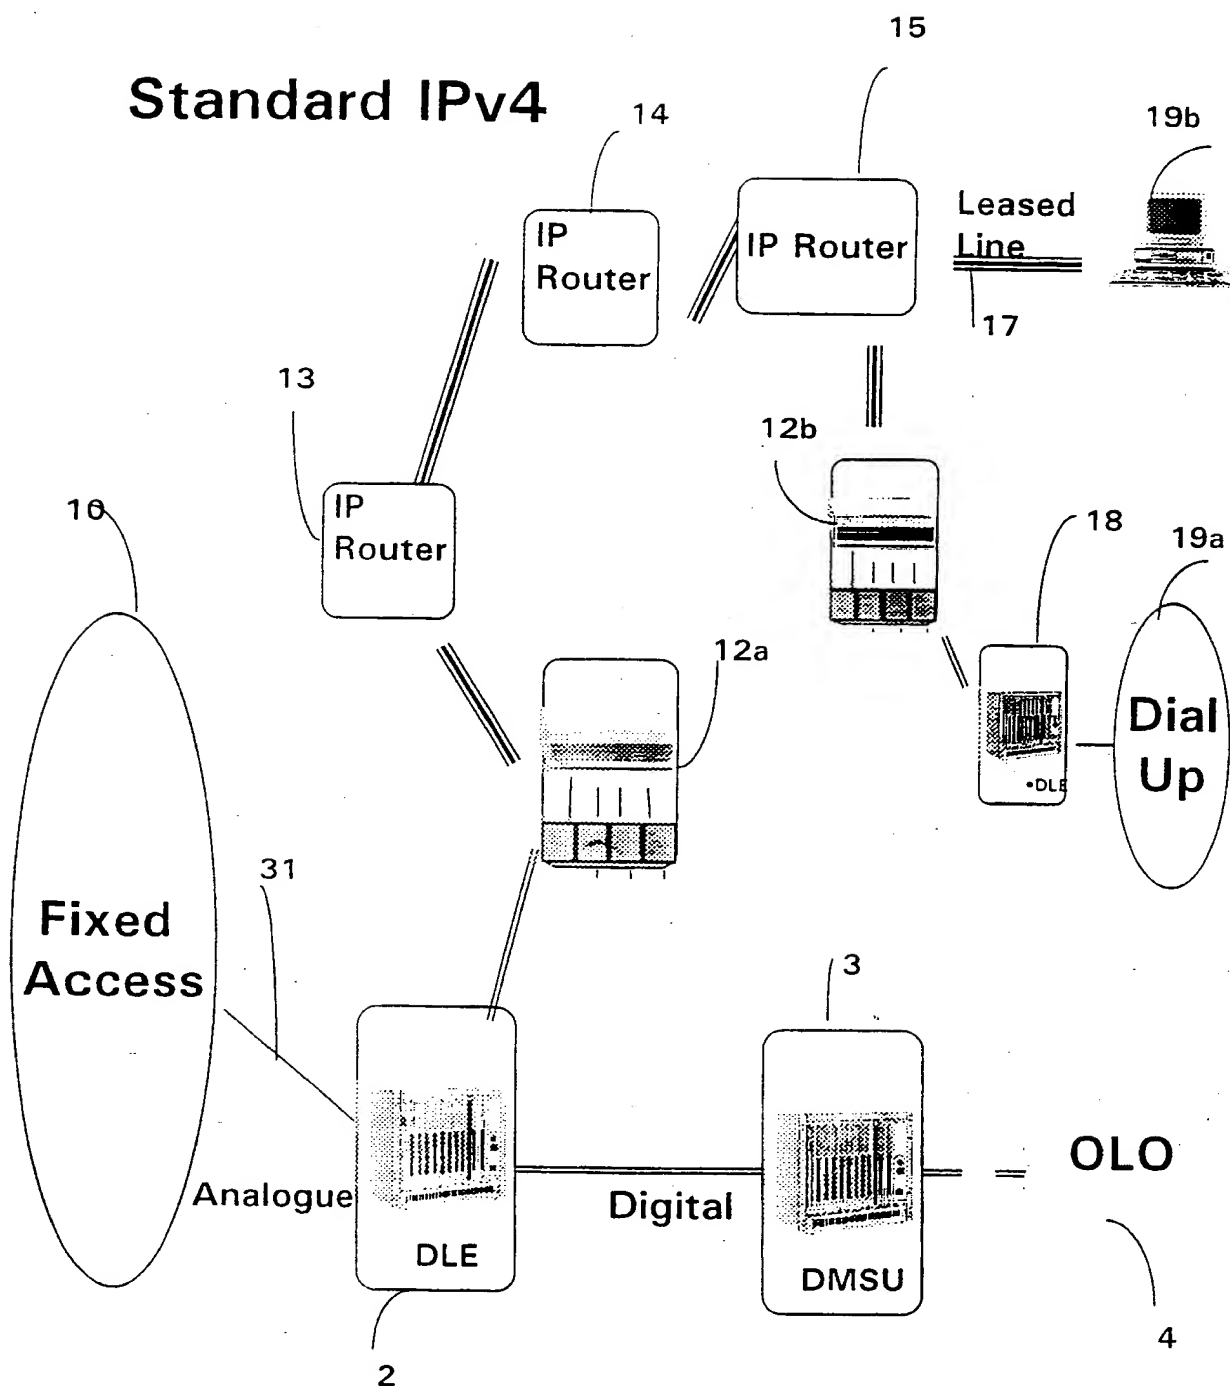 15
Standard IPv4
14
19b
IP
Router
IP Router
Leased
Line
17
13
12b
IP
Router
10
18
19a
12a
Dial
Up
•DLE
31
Fixed
Access
3
Analogue
Digital
OLO
DLE
DMSU
4
2